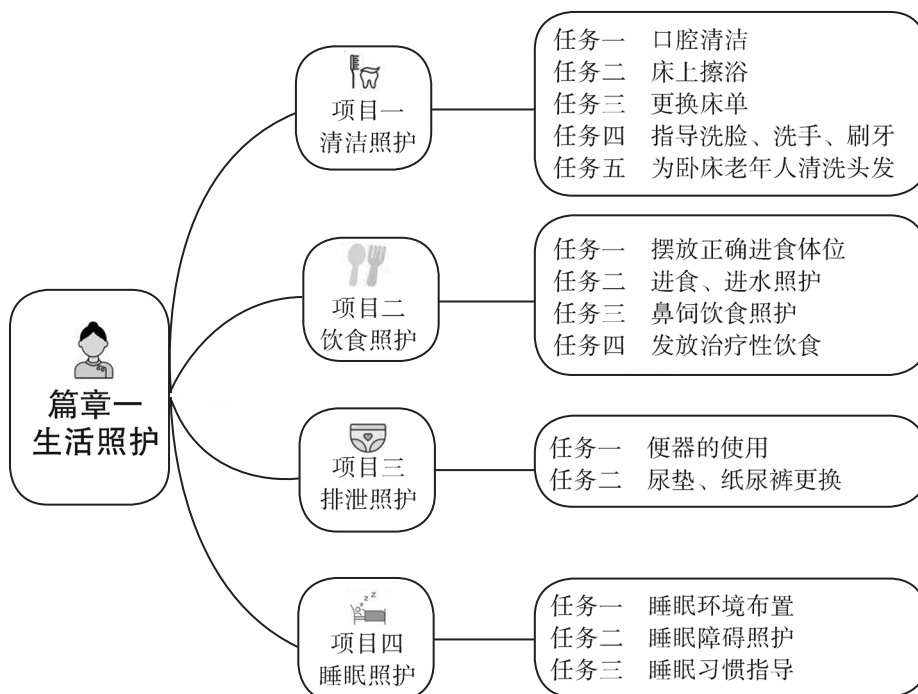 篇章一
生活照护
项目一
清洁照护
任务一 口腔清洁
任务二 床上擦浴
任务三 更换床单
任务四 指导洗脸、洗手、刷牙
任务五 为卧床老年人清洗头发
项目二
饮食照护
任务一 摆放正确进食体位
任务二 进食、进水照护
任务三 鼻饲饮食照护
任务四 发放治疗性饮食
项目三
排泄照护
任务一 便器的使用
任务二 尿垫、纸尿裤更换
项目四
睡眠照护
任务一 睡眠环境布置
任务二 睡眠障碍照护
任务三 睡眠习惯指导